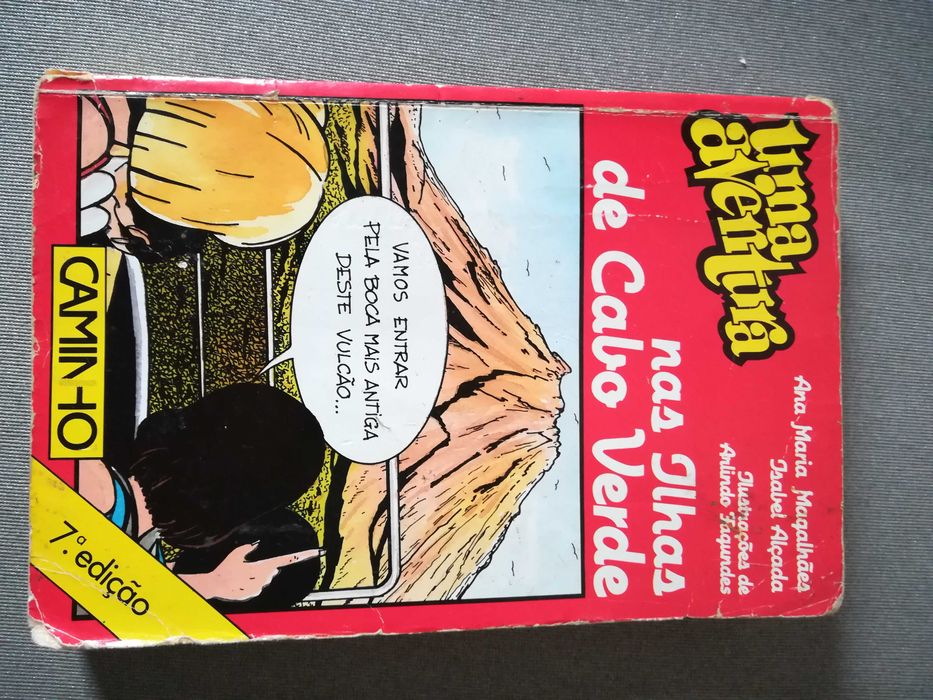 Ana Maria Magalhães
Isabel Alçada
Ilustrações de
Arlindo Fagundes
uma
aventura
nas Ilhas
de Cabo Verde
VAMOS ENTRAR
PELA BOCA MAIS ANTIGA
DESTE VULCÃO...
CAMINHO
7.ª edição